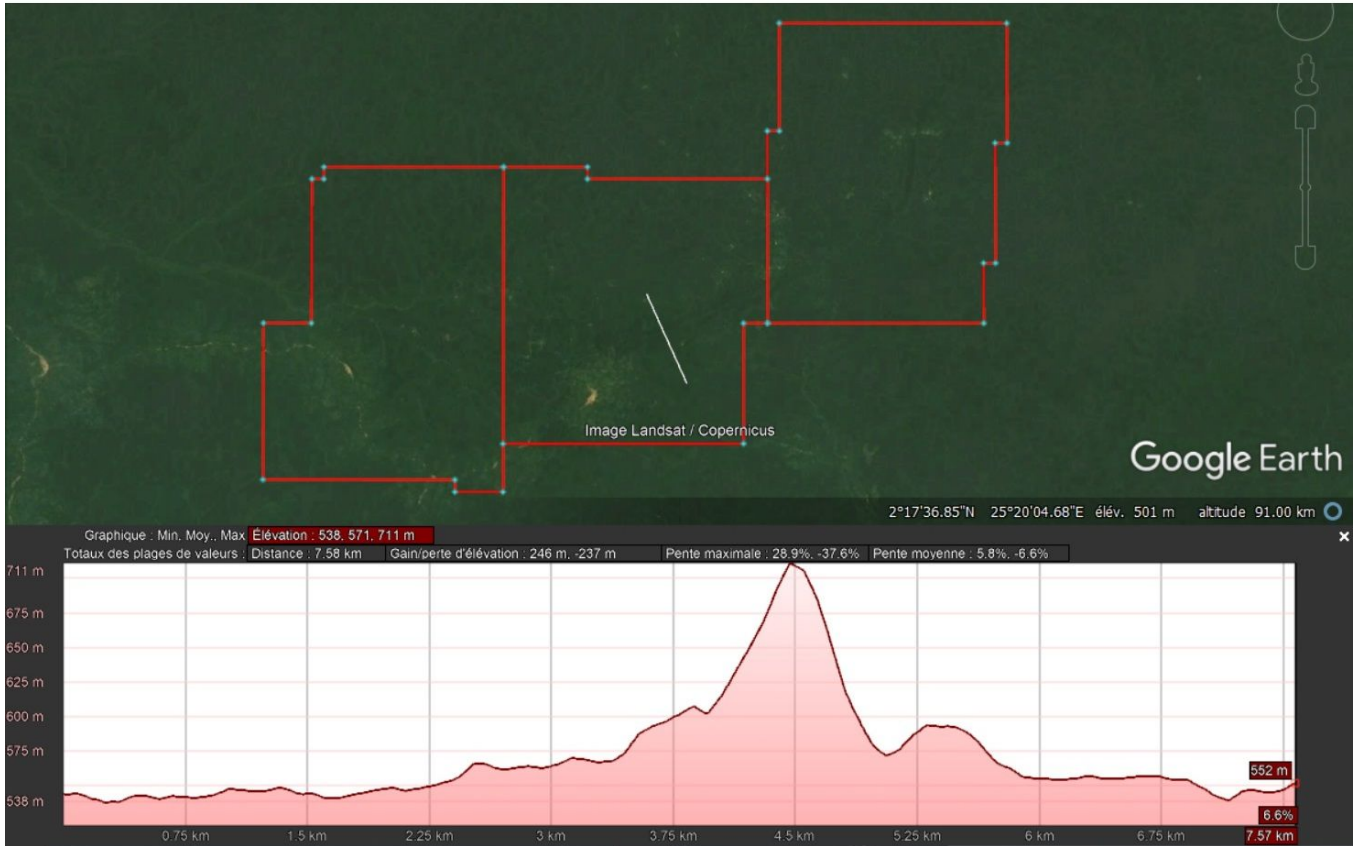 Image Landsat / Copernicus
Google Earth
2°17'36.85"N 25°20'04.68"E élév. 501 m altitude 91.00 km
Graphique : Min. Moy., Max Élévation : 538, 571, 711 m
Totaux des plages de valeurs : Distance : 7.58 km Gain/perte d'élévation : 246 m, -237 m Pente maximale : 28.9%, -37.6% Pente moyenne : 5.8%, -6.6%
711 m
675 m
650 m
625 m
600 m
575 m
552 m
538 m
6.6%
0.75 km 1.5 km 2.25 km 3 km 3.75 km 4.5 km 5.25 km 6 km 6.75 km 7.57 km